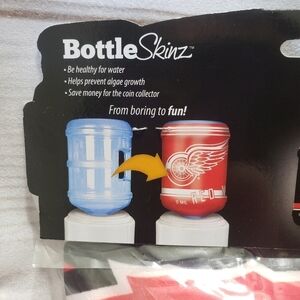 BottleSkinz™
• Be healthy for water
• Helps prevent algae growth
• Save money for the coin collector
From boring to fun!